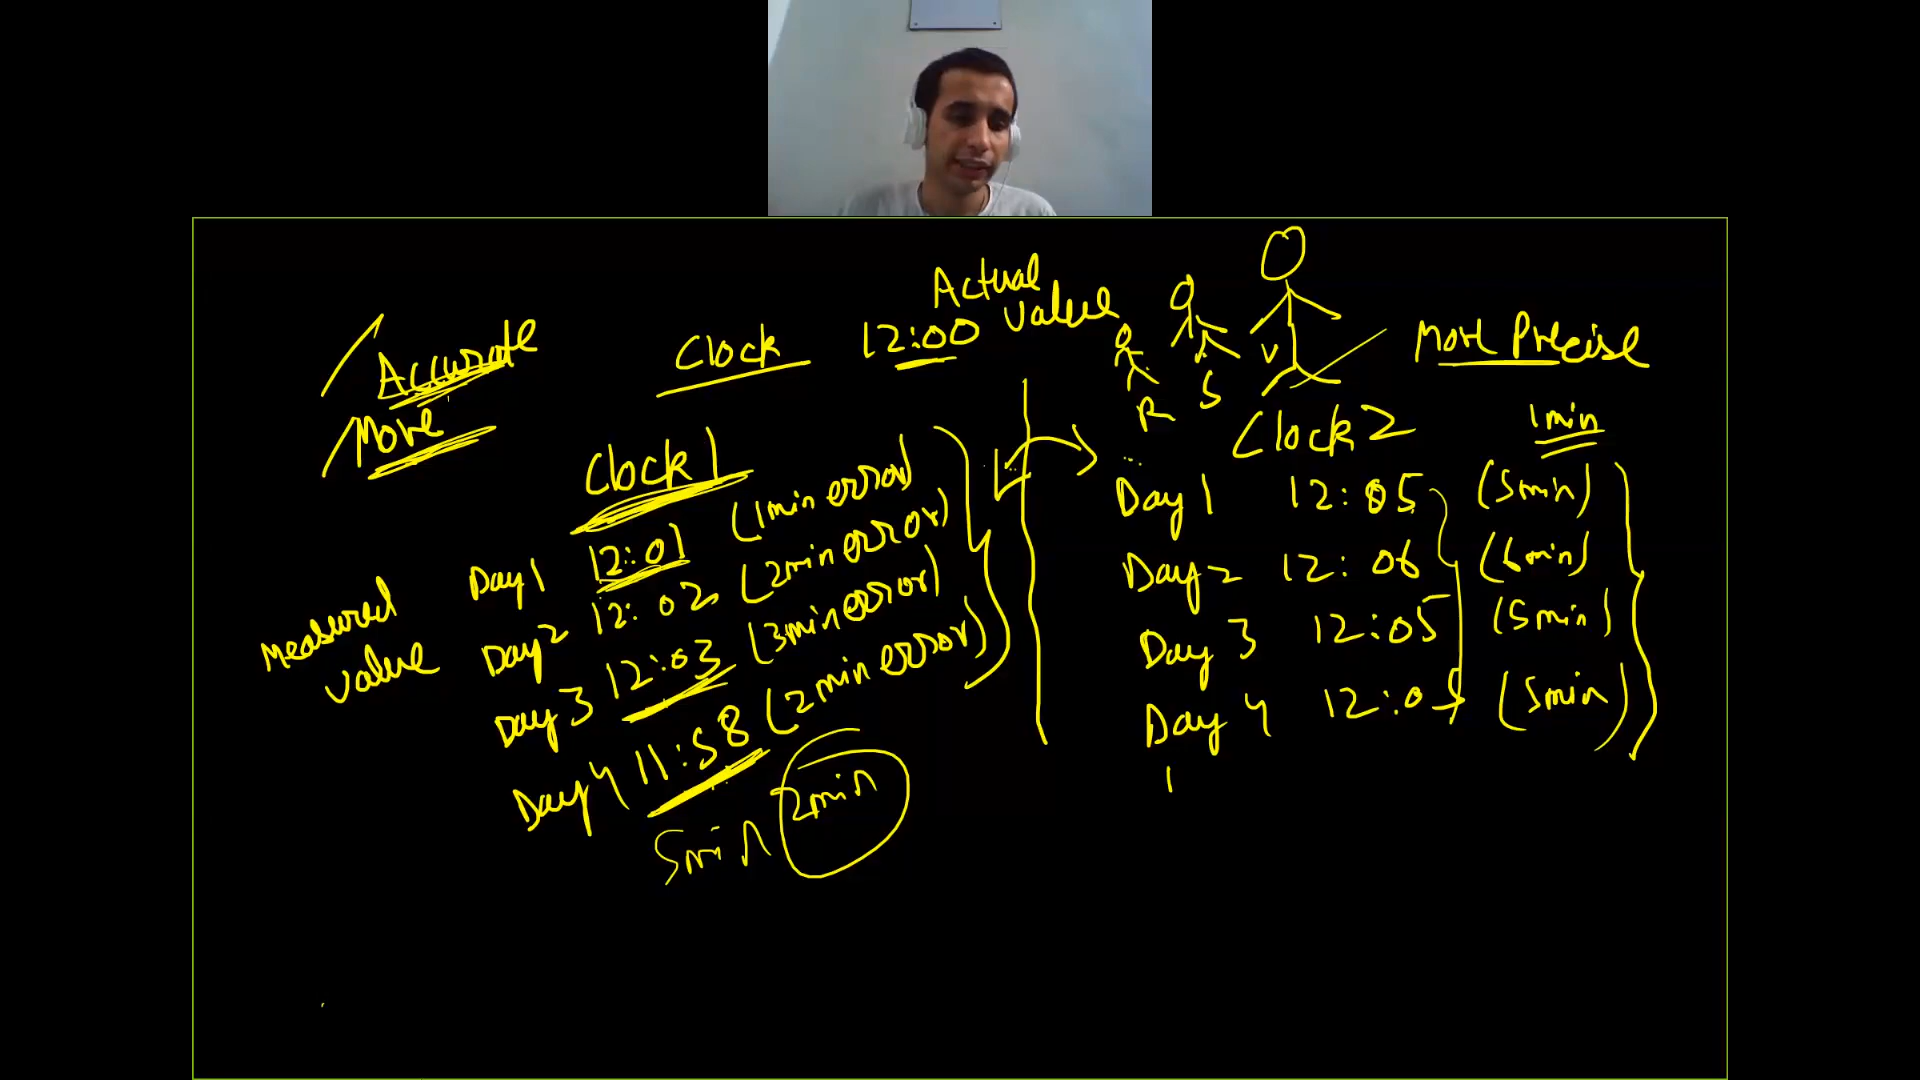 Actual
value
Clock 12:00
Accurate
More
More Precise
R S V
Clock 1
Measured
value
Day 1 12:01 (1min error)
Day 2 12:02 (2min error)
Day 3 12:03 (3min error)
Day 4 11:58 (2min error)
5min 2min
Clock 2 1min
Day 1 12:05 (5min)
Day 2 12:06 (6min)
Day 3 12:05 (5min)
Day 4 12:05 (5min)